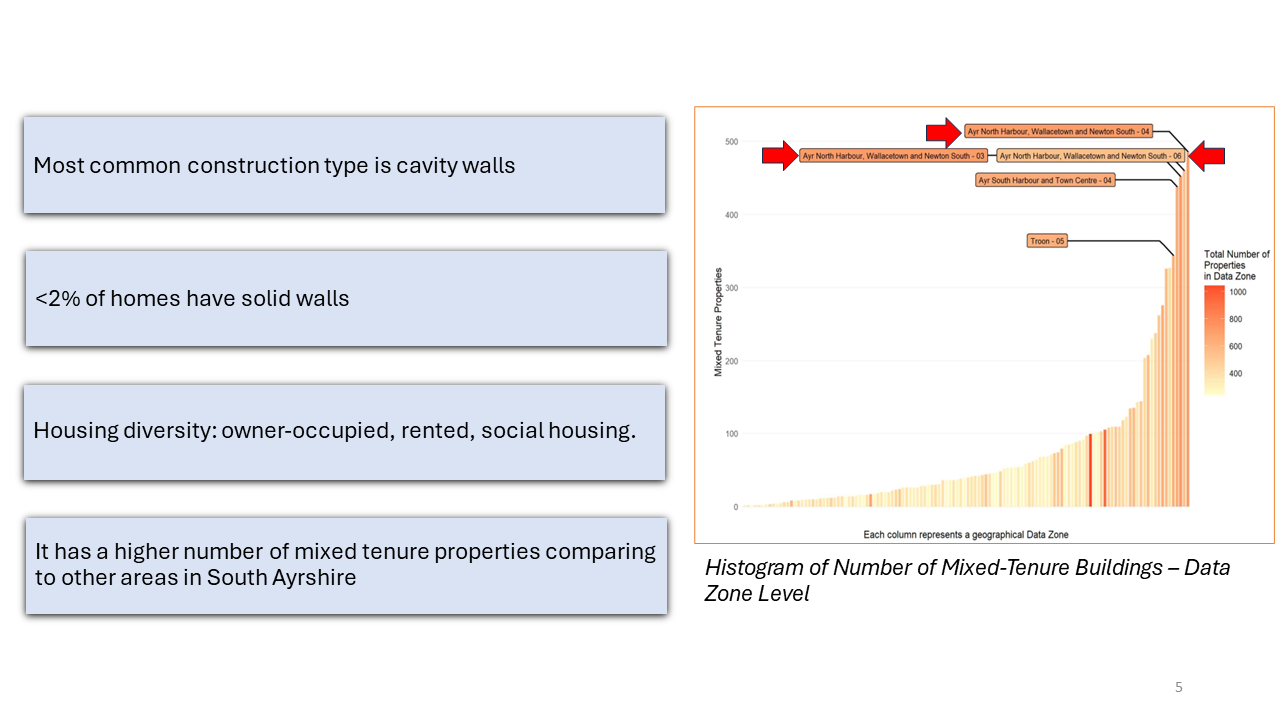 Most common construction type is cavity walls
<2% of homes have solid walls
Housing diversity: owner-occupied, rented, social housing.
It has a higher number of mixed tenure properties comparing
to other areas in South Ayrshire
Ayr North Harbour, Wallacetown and Newton South - 04
Ayr North Harbour, Wallacetown and Newton South - 03
Ayr North Harbour, Wallacetown and Newton South - 06
Ayr South Harbour and Town Centre - 04
Troon - 05
500
400
300
200
100
0
Mixed Tenure Properties
Each column represents a geographical Data Zone
Total Number of
Properties
in Data Zone
1000
800
600
400
Histogram of Number of Mixed-Tenure Buildings – Data
Zone Level
5